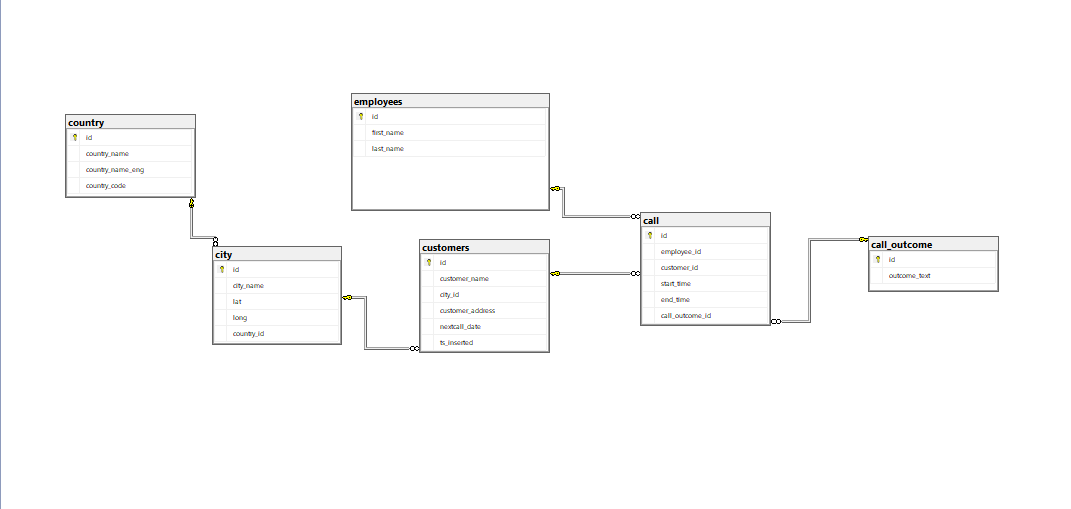 country
id
country_name
country_name_eng
country_code
employees
id
first_name
last_name
city
id
city_name
lat
long
country_id
customers
id
customer_name
city_id
customer_address
nextcall_date
ts_inserted
call
id
employee_id
customer_id
start_time
end_time
call_outcome_id
call_outcome
id
outcome_text